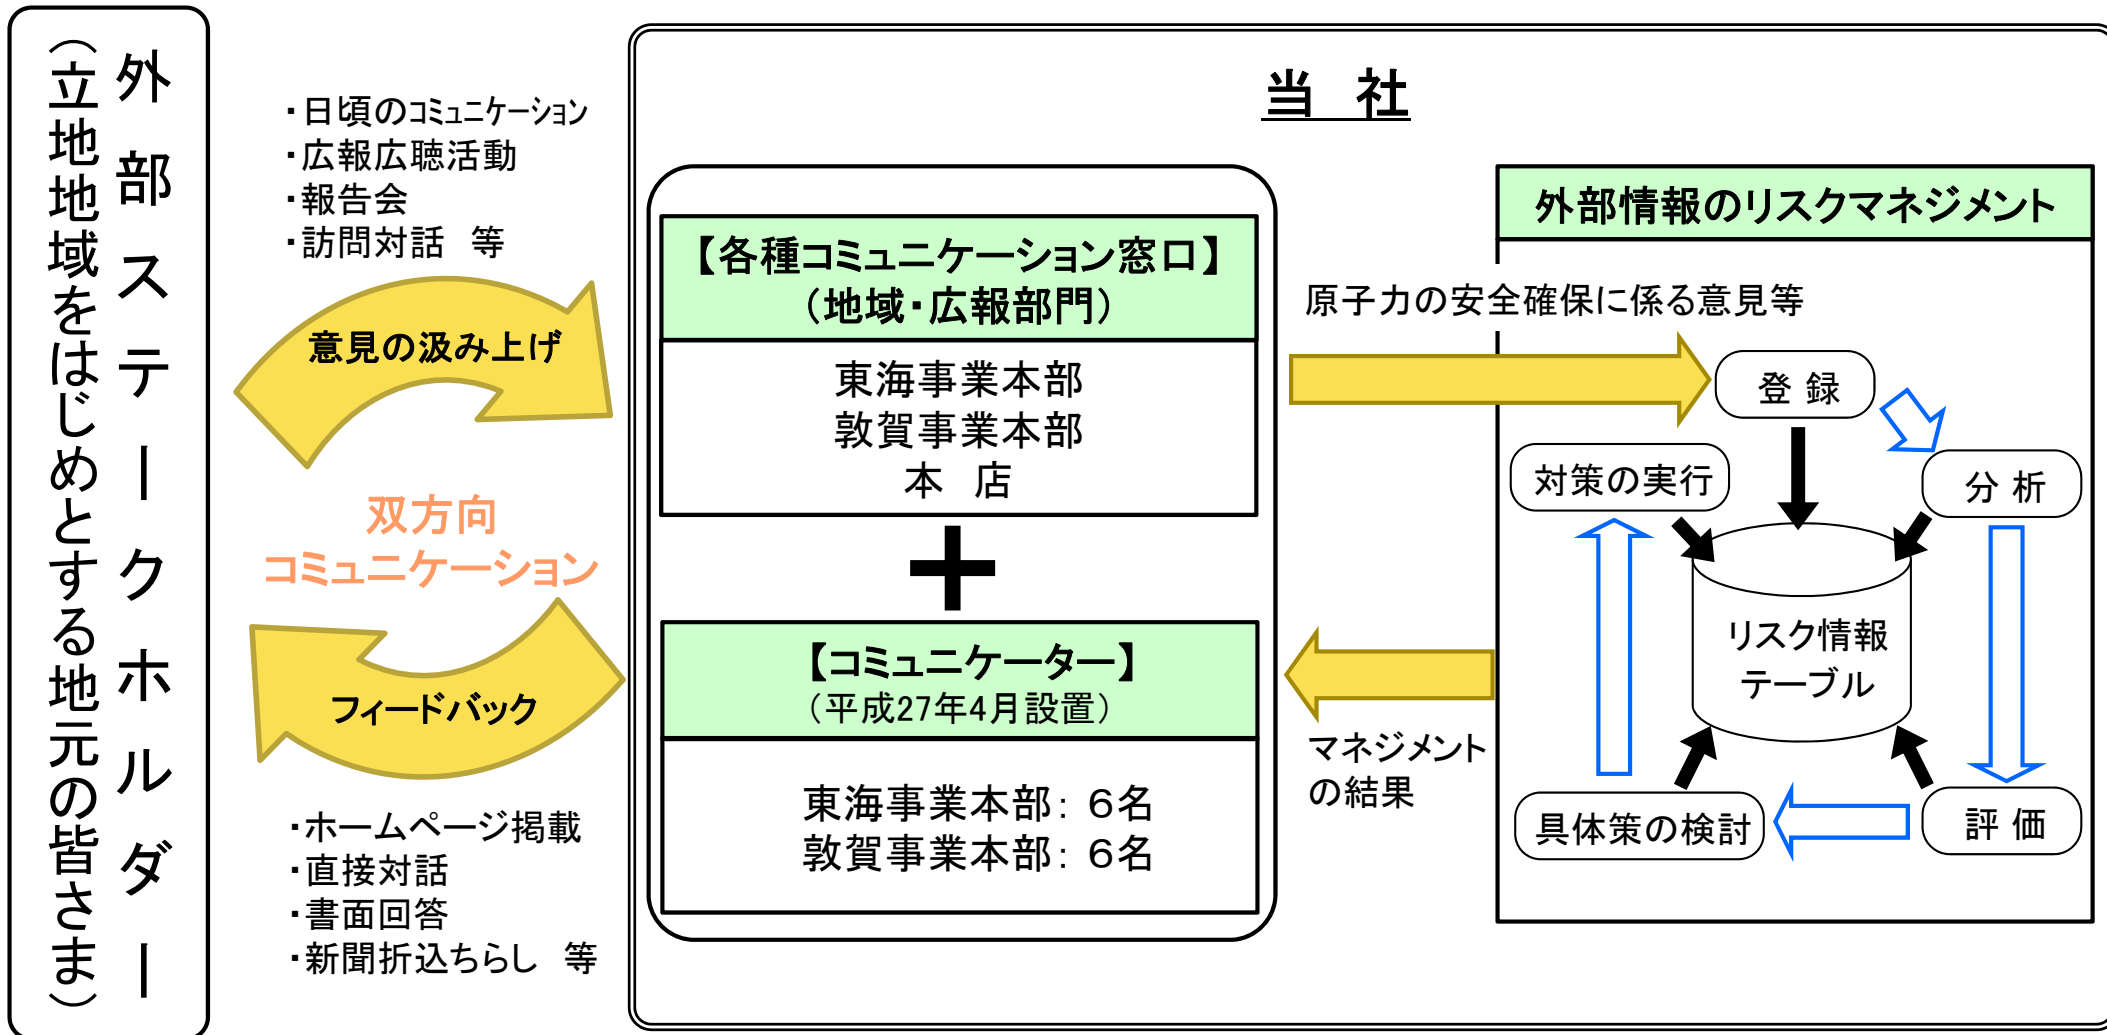 外部ステークホルダー
（立地地域をはじめとする地元の皆さま）
・日頃のコミュニケーション
・広報広聴活動
・報告会
・訪問対話　等
意見の汲み上げ
双方向
コミュニケーション
フィードバック
・ホームページ掲載
・直接対話
・書面回答
・新聞折込ちらし　等
当　社
【各種コミュニケーション窓口】
（地域・広報部門）
東海事業本部
敦賀事業本部
本　店
＋
【コミュニケーター】
（平成27年4月設置）
東海事業本部：６名
敦賀事業本部：６名
原子力の安全確保に係る意見等
マネジメント
の結果
外部情報のリスクマネジメント
登 録
分 析
評 価
具体策の検討
対策の実行
リスク情報
テーブル